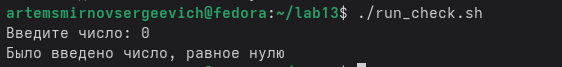 artemsmirnovsergeevich@fedora:~/lab13$ ./run_check.sh
Введите число: 0
Было введено число, равное нулю